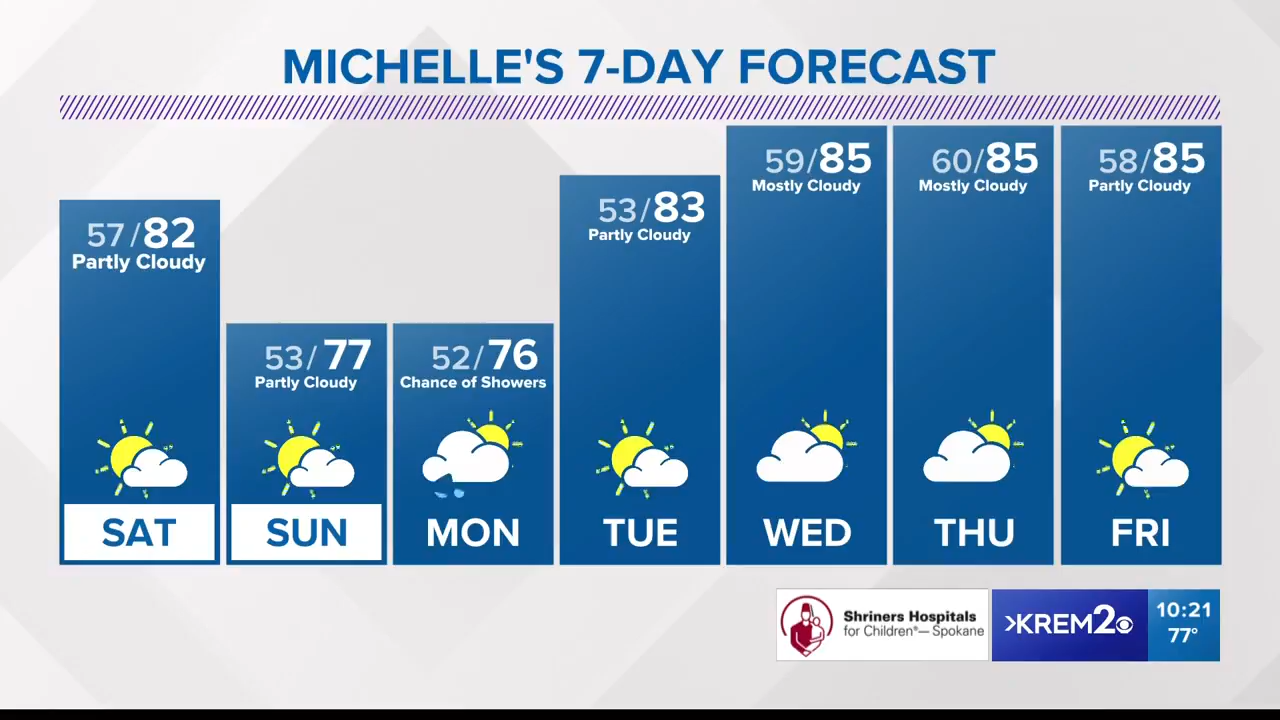 MICHELLE'S 7-DAY FORECAST
57/82
Partly Cloudy
SAT
53/77
Partly Cloudy
SUN
52/76
Chance of Showers
MON
53/83
Partly Cloudy
TUE
59/85
Mostly Cloudy
WED
60/85
Mostly Cloudy
THU
58/85
Partly Cloudy
FRI
Shriners Hospitals
for Children®— Spokane
KREM2
10:21
77°